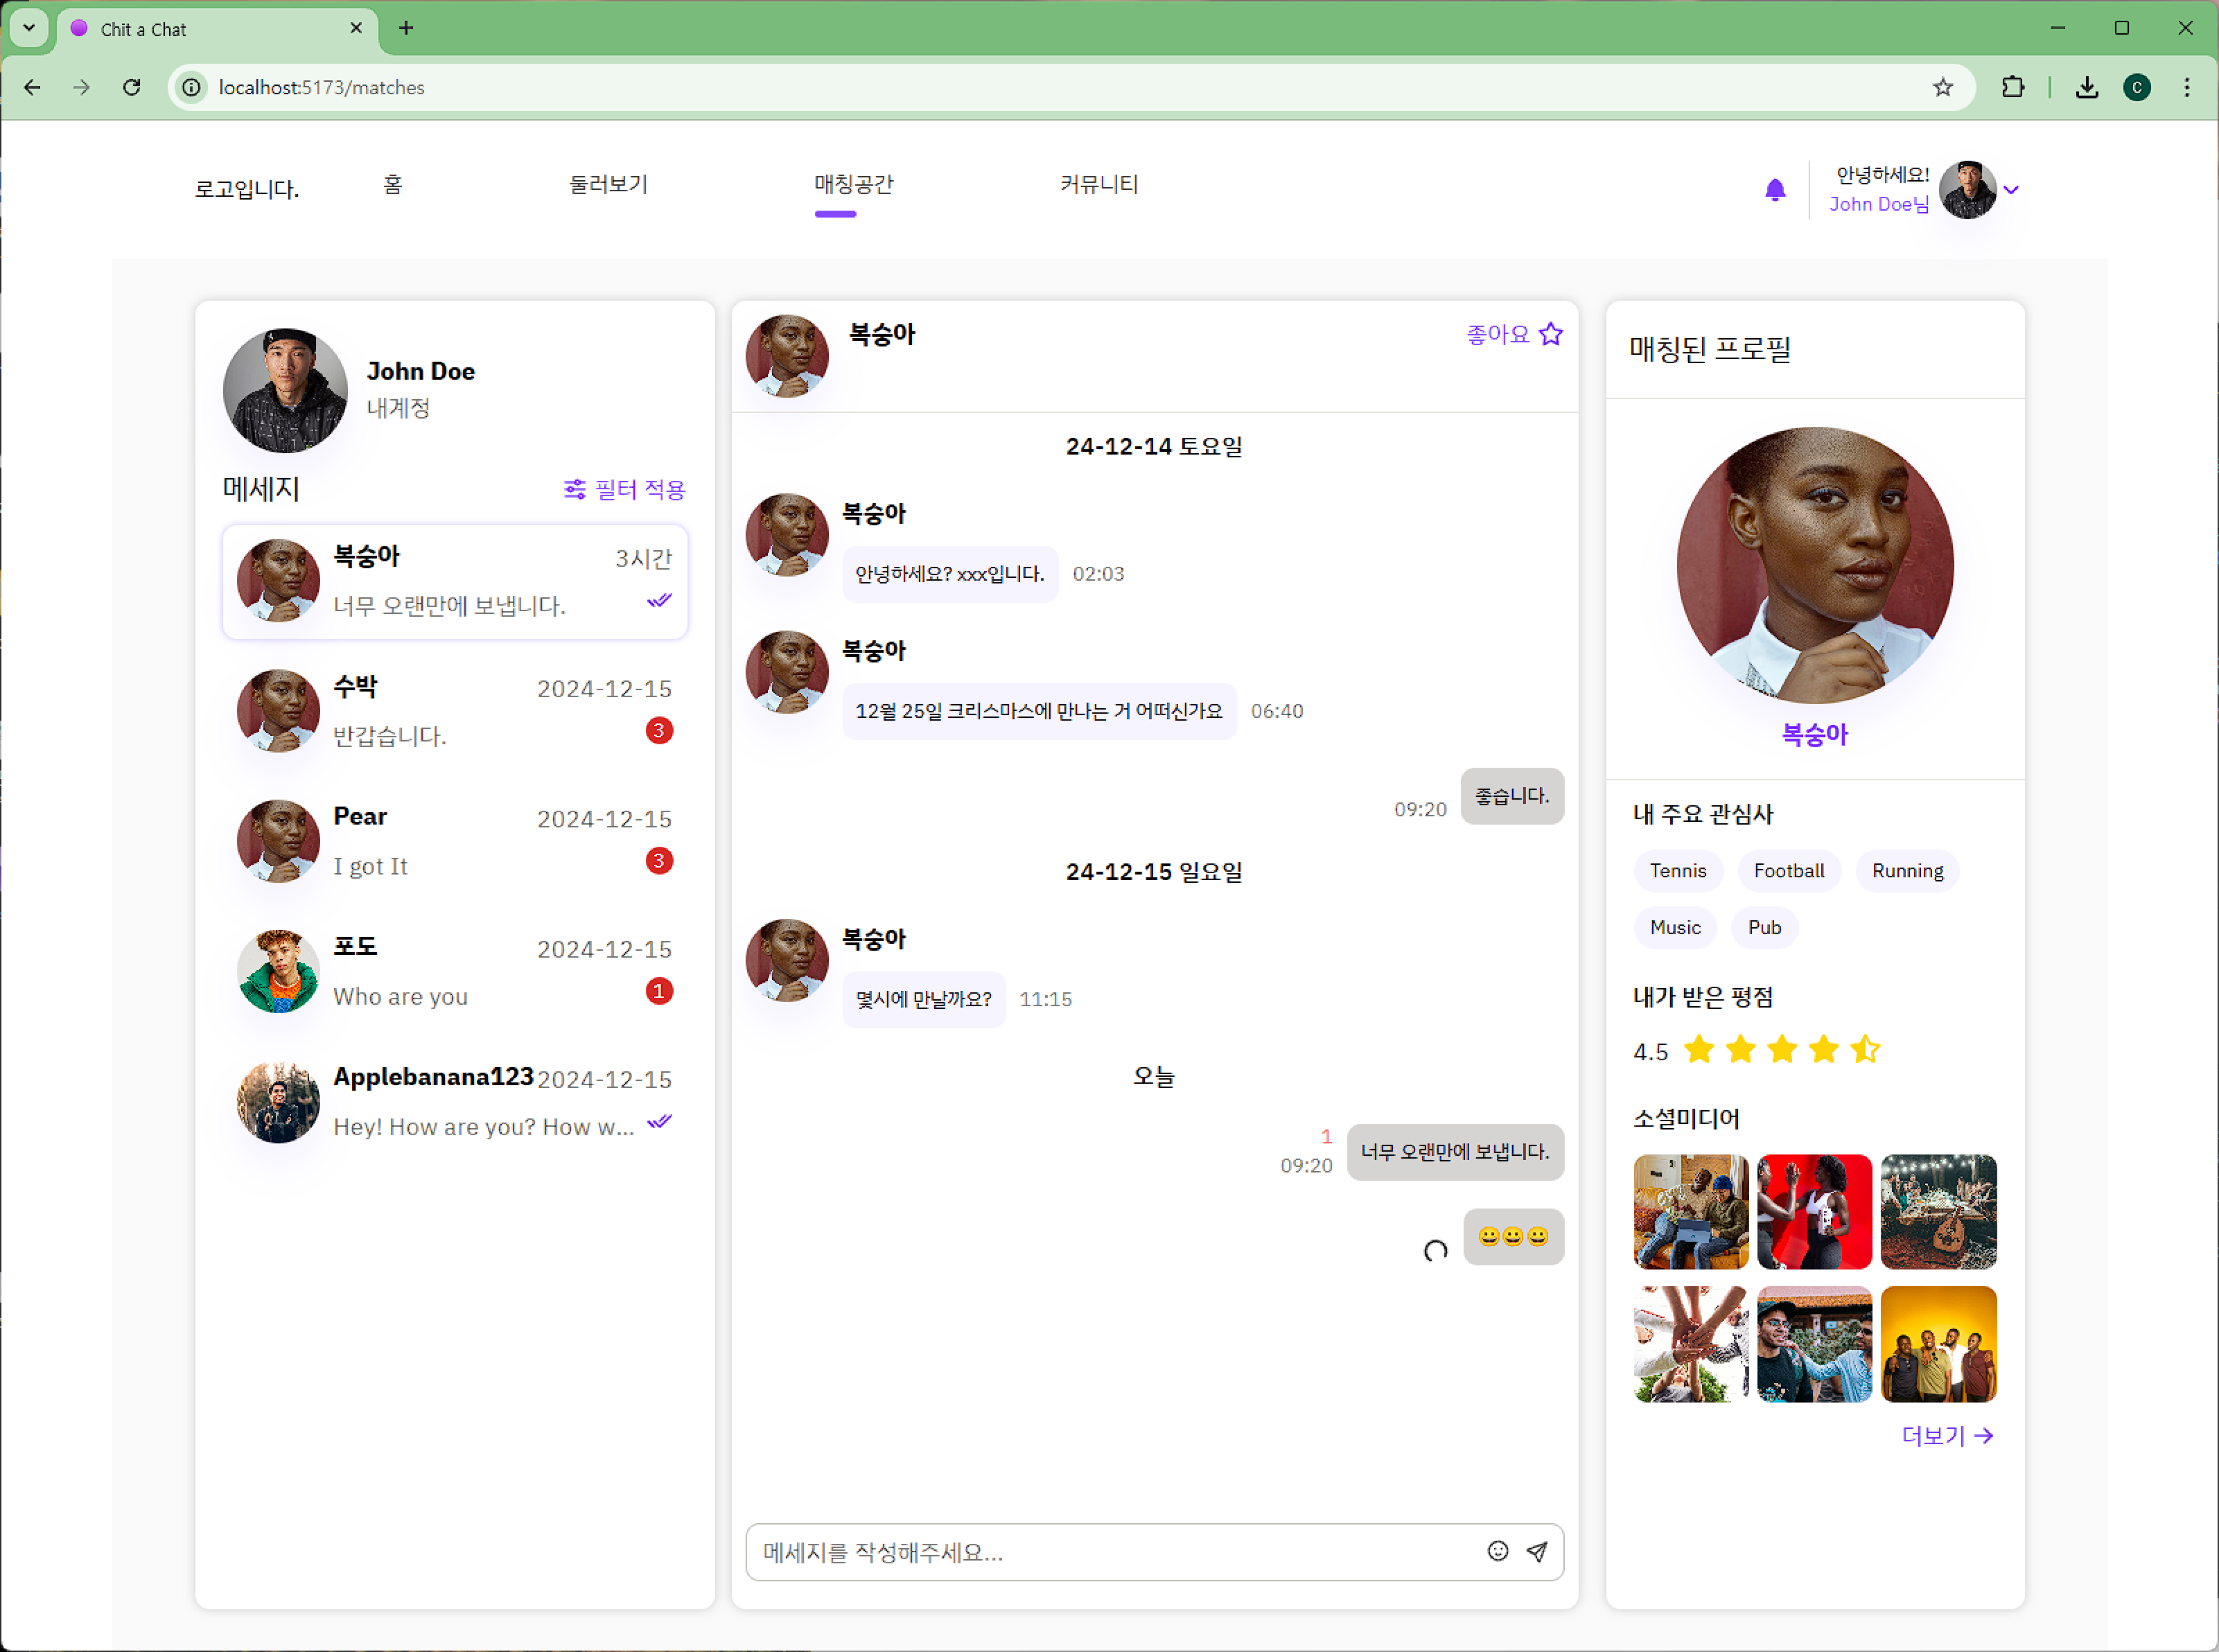 Chit a Chat
localhost:5173/matches
C
로고입니다.
홈
둘러보기
매칭공간
커뮤니티
안녕하세요!
John Doe님
John Doe
내계정
메세지
필터 적용
복숭아
3시간
너무 오랜만에 보냅니다.
수박
2024-12-15
반갑습니다.
3
Pear
2024-12-15
I got It
3
포도
2024-12-15
Who are you
1
Applebanana123
2024-12-15
Hey! How are you? How w...
복숭아
좋아요
24-12-14 토요일
복숭아
안녕하세요? xxx입니다.
02:03
복숭아
12월 25일 크리스마스에 만나는 거 어떠신가요
06:40
09:20
좋습니다.
24-12-15 일요일
복숭아
몇시에 만날까요?
11:15
오늘
1
09:20
너무 오랜만에 보냅니다.
😀😀😀
메세지를 작성해주세요...
매칭된 프로필
복숭아
내 주요 관심사
Tennis
Football
Running
Music
Pub
내가 받은 평점
4.5
소셜미디어
더보기